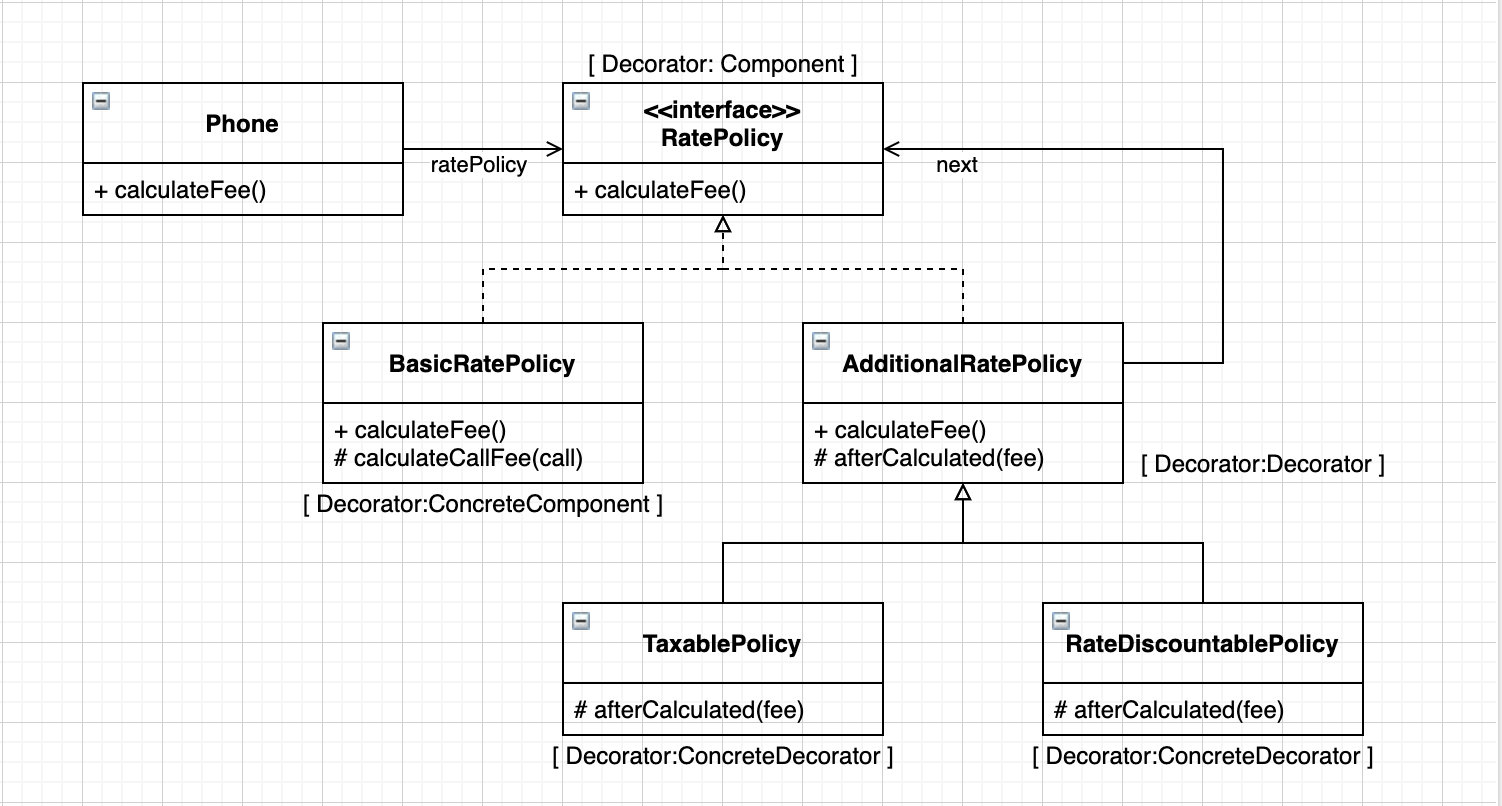 [ Decorator: Component ]
Phone
+ calculateFee()
ratePolicy
<<interface>>
RatePolicy
+ calculateFee()
next
BasicRatePolicy
+ calculateFee()
# calculateCallFee(call)
[ Decorator:ConcreteComponent ]
AdditionalRatePolicy
+ calculateFee()
# afterCalculated(fee)
[ Decorator:Decorator ]
TaxablePolicy
# afterCalculated(fee)
[ Decorator:ConcreteDecorator ]
RateDiscountablePolicy
# afterCalculated(fee)
[ Decorator:ConcreteDecorator ]